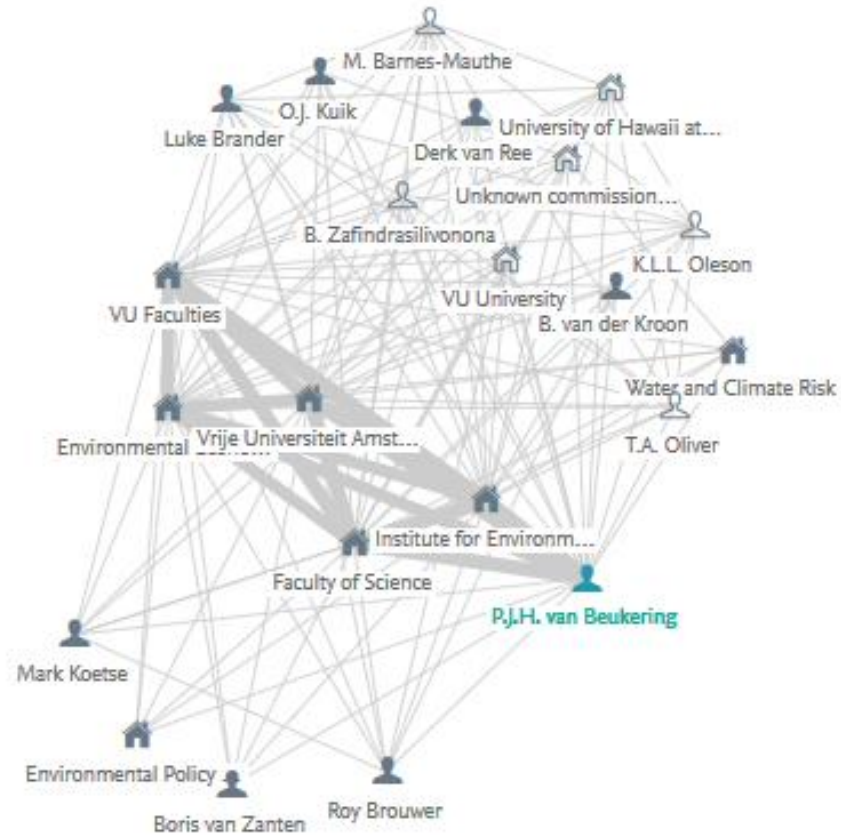 M. Barnes-Mauthe
O.J. Kuik
Luke Brander
University of Hawaii at...
Derk van Ree
Unknown commission...
B. Zafindrasilivonona
K.L.L. Oleson
VU University
VU Faculties
B. van der Kroon
Water and Climate Risk
Vrije Universiteit Amst...
Environmental
T.A. Oliver
Institute for Environm...
Faculty of Science
P.J.H. van Beukering
Mark Koetse
Environmental Policy
Roy Brouwer
Boris van Zanten